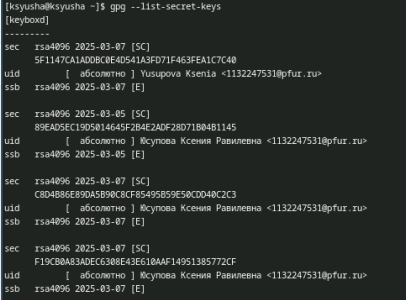 [ksyusha@ksyusha ~]$ gpg --list-secret-keys
[keyboxd]
---------
sec   rsa4096 2025-03-07 [SC]
      5F1147CA1ADDBC0E4D541A3FD71F463FEA1C7C40
uid         [  абсолютно ] Yusupova Ksenia <1132247531@pfur.ru>
ssb   rsa4096 2025-03-07 [E]

sec   rsa4096 2025-03-05 [SC]
      89EAD5EC19D5014645F2B4E2ADF28D71B04B1145
uid         [  абсолютно ] Юсупова Ксения Равилевна <1132247531@pfur.ru>
ssb   rsa4096 2025-03-05 [E]

sec   rsa4096 2025-03-07 [SC]
      C8D4B86E89DA5B90C8CF85495B59E50CDD40C2C3
uid         [  абсолютно ] Юсупова Ксения Равилевна <1132247531@pfur.ru>
ssb   rsa4096 2025-03-07 [E]

sec   rsa4096 2025-03-07 [SC]
      F19CB0A83ADEC6308E43E610AAF14951385772CF
uid         [  абсолютно ] Юсупова Ксения Равилевна <1132247531@pfur.ru>
ssb   rsa4096 2025-03-07 [E]